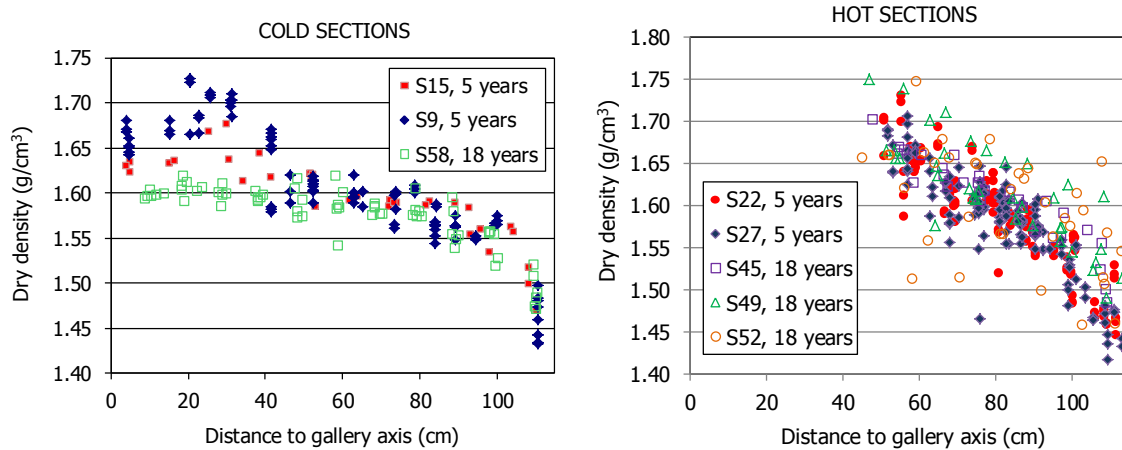 COLD SECTIONS
Dry density (g/cm³)
1.75
1.70
1.65
1.60
1.55
1.50
1.45
1.40
S15, 5 years
S9, 5 years
S58, 18 years
0 20 40 60 80 100
Distance to gallery axis (cm)
HOT SECTIONS
Dry density (g/cm³)
1.80
1.75
1.70
1.65
1.60
1.55
1.50
1.45
1.40
S22, 5 years
S27, 5 years
S45, 18 years
S49, 18 years
S52, 18 years
0 20 40 60 80 100
Distance to gallery axis (cm)